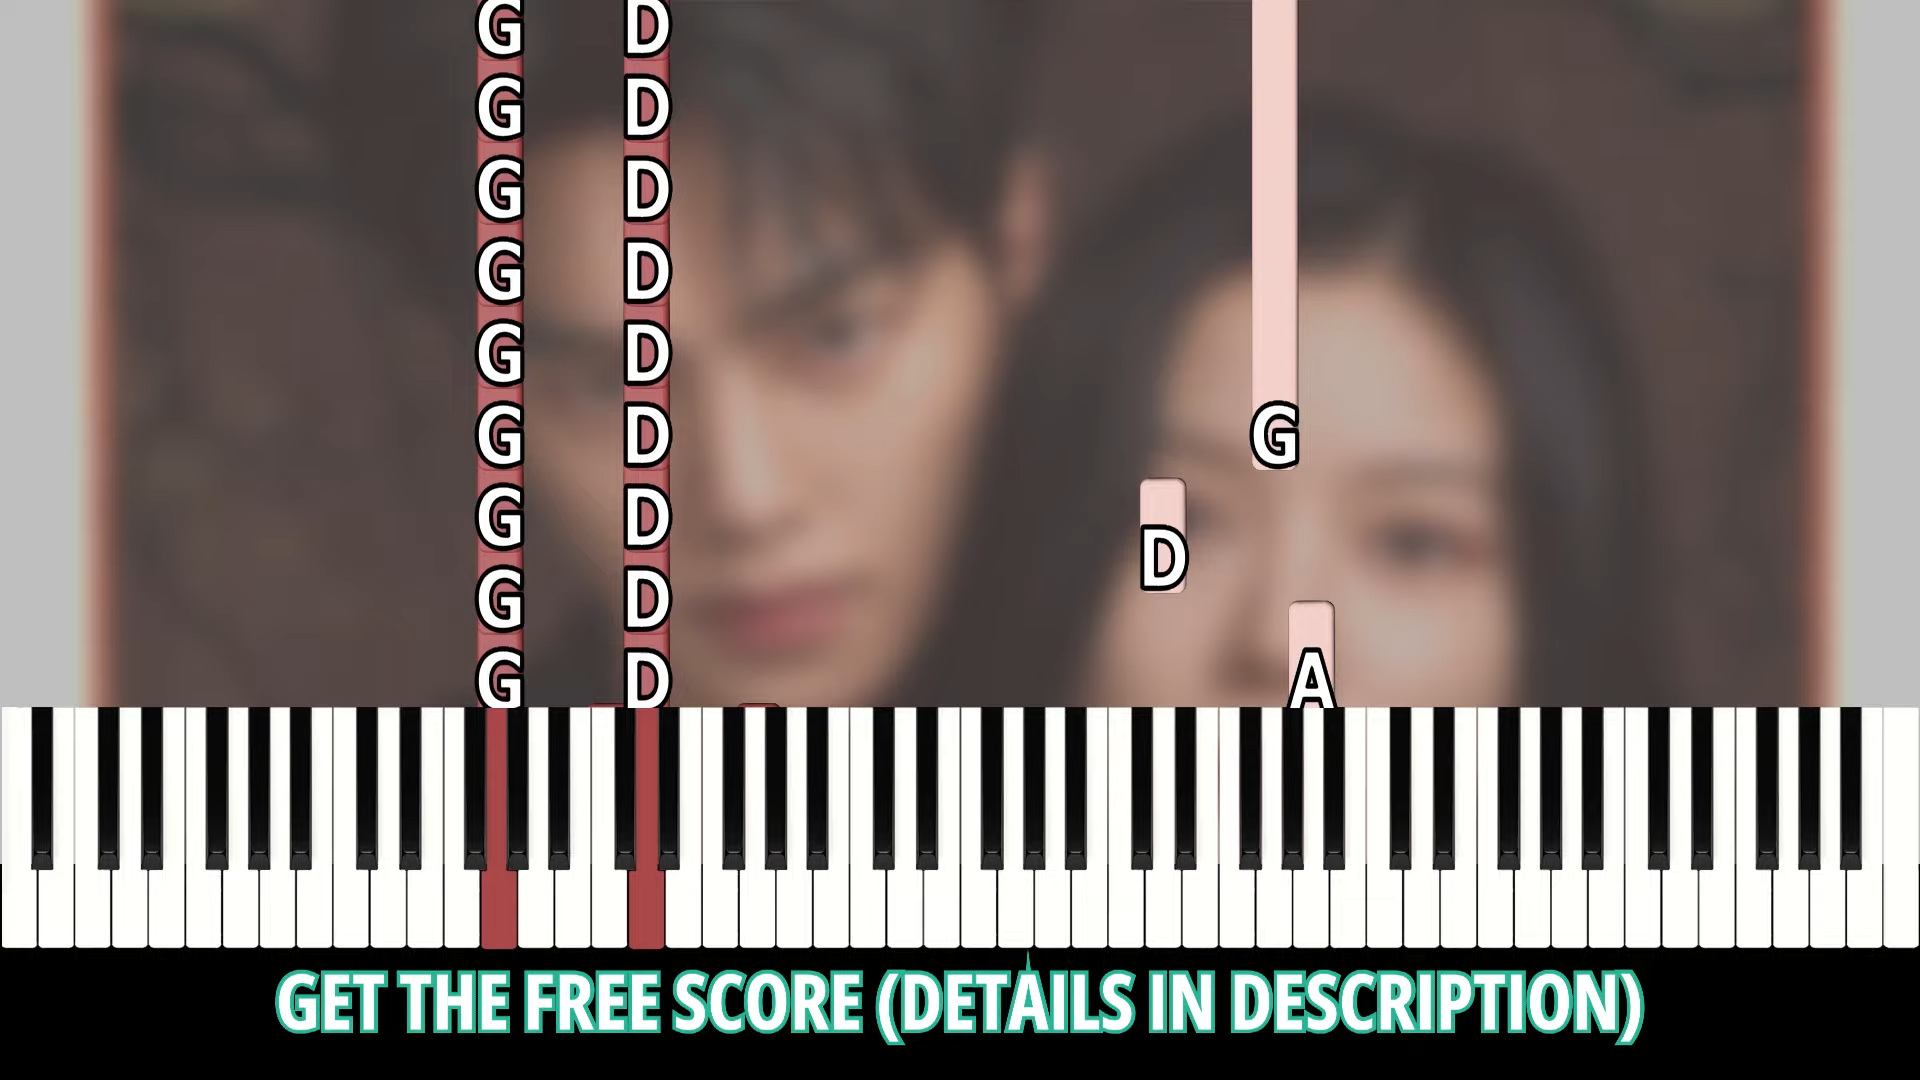 G D
G D
G D
G D
G D
G D G
G D D
G D
G D A
GET THE FREE SCORE (DETAILS IN DESCRIPTION)